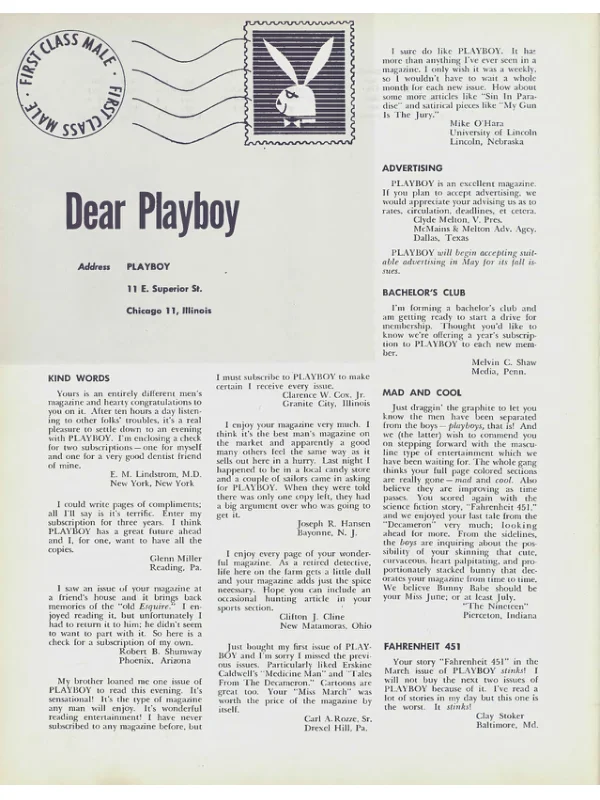 · FIRST CLASS MALE · FIRST CLASS MALE
Dear Playboy
Address PLAYBOY
11 E. Superior St.
Chicago 11, Illinois
KIND WORDS
Yours is an entirely different men's
magazine and hearty congratulations to
you on it. After ten hours a day listen-
ing to other folks' troubles, it's a real
pleasure to settle down to an evening
with PLAYBOY. I'm enclosing a check
for two subscriptions — one for myself
and one for a very good dentist friend
of mine.
E. M. Lindstrom, M.D.
New York, New York
I could write pages of compliments;
all I'll say is it's terrific. Enter my
subscription for three years. I think
PLAYBOY has a great future ahead
and I, for one, want to have all the
copies.
Glenn Miller
Reading, Pa.
I saw an issue of your magazine at
a friend's house and it brings back
memories of the "old Esquire." I en-
joyed reading it, but unfortunately I
had to return it to him; he didn't seem
to want to part with it. So here is a
check for a subscription of my own.
Robert B. Shumway
Phoenix, Arizona
My brother loaned me one issue of
PLAYBOY to read this evening. It's
sensational! It's the type of magazine
any man will enjoy. It's wonderful
reading entertainment! I have never
subscribed to any magazine before, but
I must subscribe to PLAYBOY to make
certain I receive every issue.
Clarence W. Cox, Jr.
Granite City, Illinois
I enjoy your magazine very much. I
think it's the best man's magazine on
the market and apparently a good
many others feel the same way as it
sells out here in a hurry. Last night I
happened to be in a local candy store
and a couple of sailors came in asking
for PLAYBOY. When they were told
there was only one copy left, they had
a big argument over who was going to
get it.
Joseph R. Hansen
Bayonne, N. J.
I enjoy every page of your wonder-
ful magazine. As a retired detective,
life here on the farm gets a little dull
and your magazine adds just the spice
necessary. Hope you can include an
occasional hunting article in your
sports section.
Clifton J. Cline
New Matamoras, Ohio
Just bought my first issue of PLAY-
BOY and I'm sorry I missed the previ-
ous issues. Particularly liked Erskine
Caldwell's "Medicine Man" and "Tales
From The Decameron." Cartoons are
great too. Your "Miss March" was
worth the price of the magazine by
itself.
Carl A. Rozze, Sr.
Drexel Hill, Pa.
I sure do like PLAYBOY. It has
more than anything I've ever seen in a
magazine. I only wish it was a weekly,
so I wouldn't have to wait a whole
month for each new issue. How about
some more articles like "Sin In Para-
dise" and satirical pieces like "My Gun
Is The Jury."
Mike O'Hara
University of Lincoln
Lincoln, Nebraska
ADVERTISING
PLAYBOY is an excellent magazine.
If you plan to accept advertising, we
would appreciate your advising us as to
rates, circulation, deadlines, et cetera.
Clyde Melton, V. Pres.
McMains & Melton Adv. Agcy.
Dallas, Texas
PLAYBOY will begin accepting suit-
able advertising in May for its fall is-
sues.
BACHELOR'S CLUB
I'm forming a bachelor's club and
am getting ready to start a drive for
membership. Thought you'd like to
know we're offering a year's subscrip-
tion to PLAYBOY to each new mem-
ber.
Melvin C. Shaw
Media, Penn.
MAD AND COOL
Just draggin' the graphite to let you
know the men have been separated
from the boys — playboys, that is! And
we (the latter) wish to commend you
on stepping forward with the mascu-
line type of entertainment which we
have been waiting for. The whole gang
thinks your full page colored sections
are really gone — mad and cool. Also
believe they are improving as time
passes. You scored again with the
science fiction story, "Fahrenheit 451,"
and we enjoyed your last tale from the
"Decameron" very much; looking
ahead for more. From the sidelines,
the boys are inquiring about the pos-
sibility of your skinning that cute,
curvaceous, heart palpitating, and pro-
portionately stacked bunny that dec-
orates your magazine from time to time.
We believe Bunny Babe should be
your Miss June; or at least July.
"The Nineteen"
Pierceton, Indiana
FAHRENHEIT 451
Your story "Fahrenheit 451" in the
March issue of PLAYBOY stinks! I
will not buy the next two issues of
PLAYBOY because of it. I've read a
lot of stories in my day but this one is
the worst. It stinks!
Clay Stoker
Baltimore, Md.